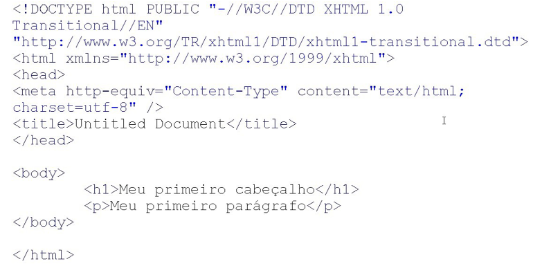 <!DOCTYPE html PUBLIC "-//W3C//DTD XHTML 1.0
Transitional//EN"
"http://www.w3.org/TR/xhtml1/DTD/xhtml1-transitional.dtd">
<html xmlns="http://www.w3.org/1999/xhtml">
<head>
<meta http-equiv="Content-Type" content="text/html;
charset=utf-8" />
<title>Untitled Document</title>
</head>

<body>
        <h1>Meu primeiro cabeçalho</h1>
        <p>Meu primeiro parágrafo</p>
</body>

</html>